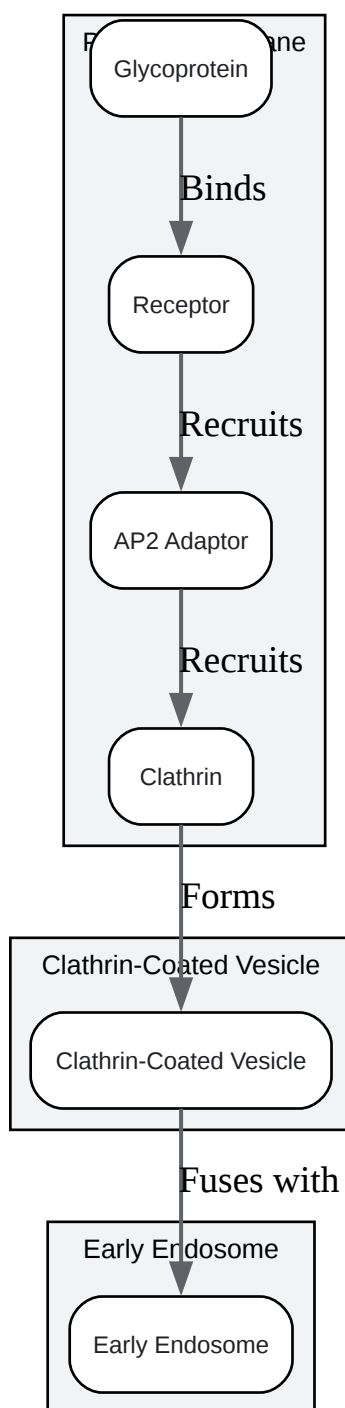 Glycoprotein
Binds
Receptor
Recruits
AP2 Adaptor
Recruits
Clathrin
Forms
Clathrin-Coated Vesicle
Clathrin-Coated Vesicle
Fuses with
Early Endosome
Early Endosome